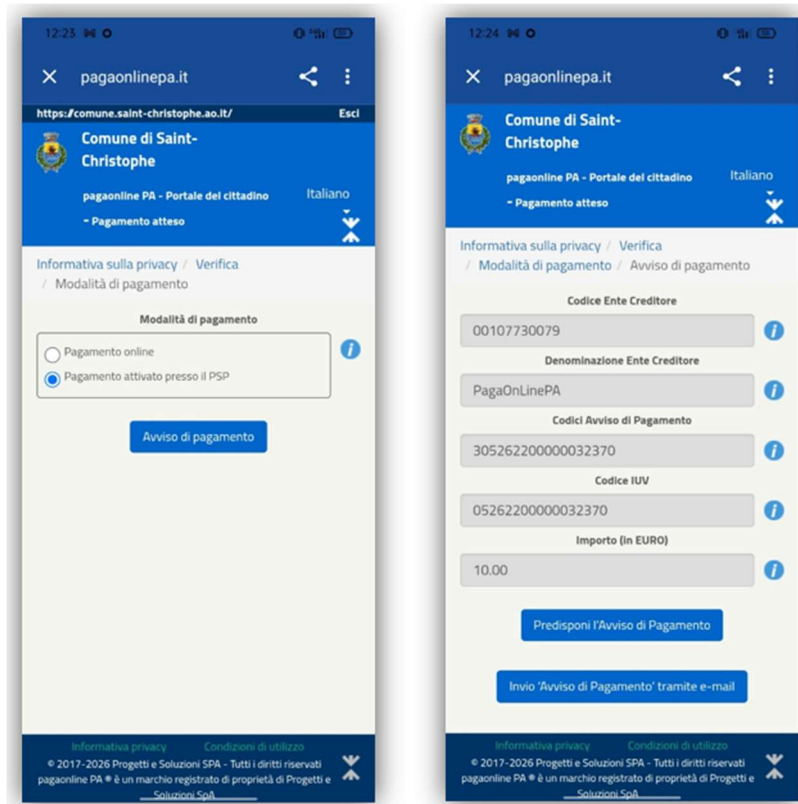 12:23
pagaonlinepa.it
https://comune.saint-christophe.ao.it/ Esci
Comune di Saint-
Christophe
pagaonline PA - Portale del cittadino Italiano
- Pagamento atteso
Informativa sulla privacy / Verifica
/ Modalità di pagamento
Modalità di pagamento
Pagamento online
Pagamento attivato presso il PSP
Avviso di pagamento
Informativa privacy Condizioni di utilizzo
© 2017-2026 Progetti e Soluzioni SPA - Tutti i diritti riservati
pagaonline PA ® è un marchio registrato di proprietà di Progetti e
Soluzioni SpA
12:24
pagaonlinepa.it
Comune di Saint-
Christophe
pagaonline PA - Portale del cittadino Italiano
- Pagamento atteso
Informativa sulla privacy / Verifica
/ Modalità di pagamento / Avviso di pagamento
Codice Ente Creditore
00107730079
Denominazione Ente Creditore
PagaOnLinePA
Codici Avviso di Pagamento
305262200000032370
Codice IUV
05262200000032370
Importo (in EURO)
10.00
Predisponi l'Avviso di Pagamento
Invio 'Avviso di Pagamento' tramite e-mail
Informativa privacy Condizioni di utilizzo
© 2017-2026 Progetti e Soluzioni SPA - Tutti i diritti riservati
pagaonline PA ® è un marchio registrato di proprietà di Progetti e
Soluzioni SpA